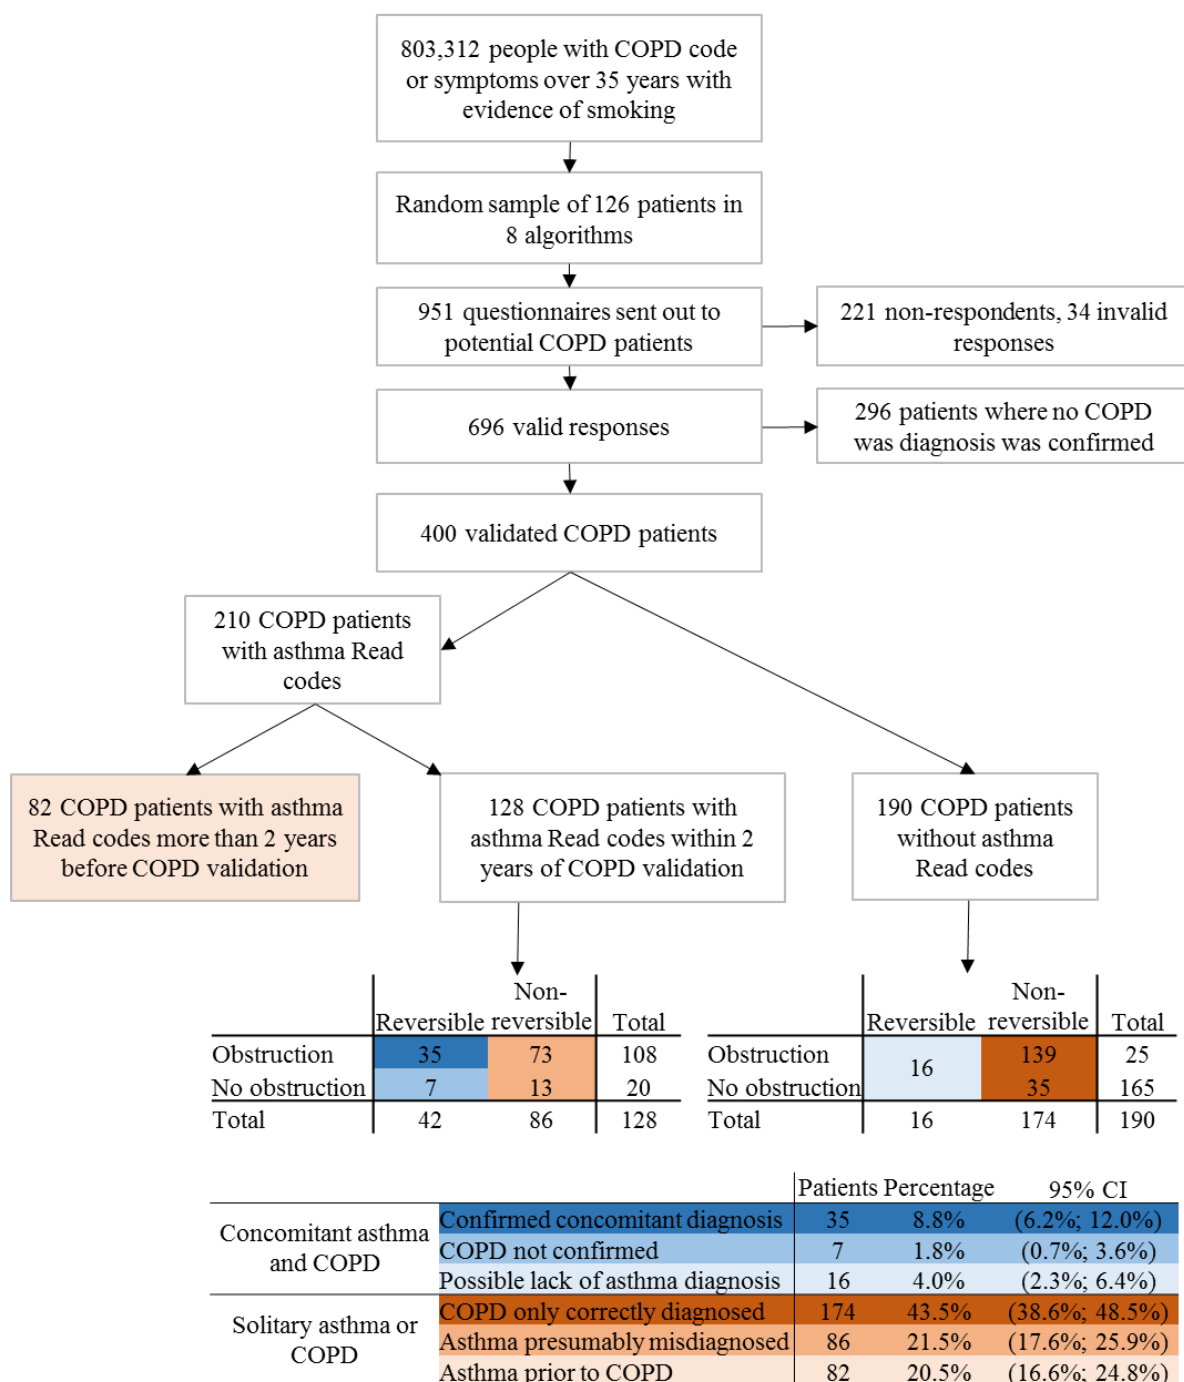 803,312 people with COPD code
or symptoms over 35 years with
evidence of smoking
Random sample of 126 patients in
8 algorithms
951 questionnaires sent out to
potential COPD patients
221 non-respondents, 34 invalid
responses
696 valid responses
296 patients where no COPD
was diagnosis was confirmed
400 validated COPD patients
210 COPD patients
with asthma Read
codes
82 COPD patients with asthma
Read codes more than 2 years
before COPD validation
128 COPD patients with
asthma Read codes within 2
years of COPD validation
190 COPD patients
without asthma
Read codes
Reversible Non-reversible Total
Obstruction 35 73 108
No obstruction 7 13 20
Total 42 86 128
Reversible Non-reversible Total
Obstruction 16 139 25
No obstruction 35 165
Total 16 174 190
Patients Percentage 95% CI
Concomitant asthma
and COPD
Confirmed concomitant diagnosis 35 8.8% (6.2%; 12.0%)
COPD not confirmed 7 1.8% (0.7%; 3.6%)
Possible lack of asthma diagnosis 16 4.0% (2.3%; 6.4%)
Solitary asthma or
COPD
COPD only correctly diagnosed 174 43.5% (38.6%; 48.5%)
Asthma presumably misdiagnosed 86 21.5% (17.6%; 25.9%)
Asthma prior to COPD 82 20.5% (16.6%; 24.8%)